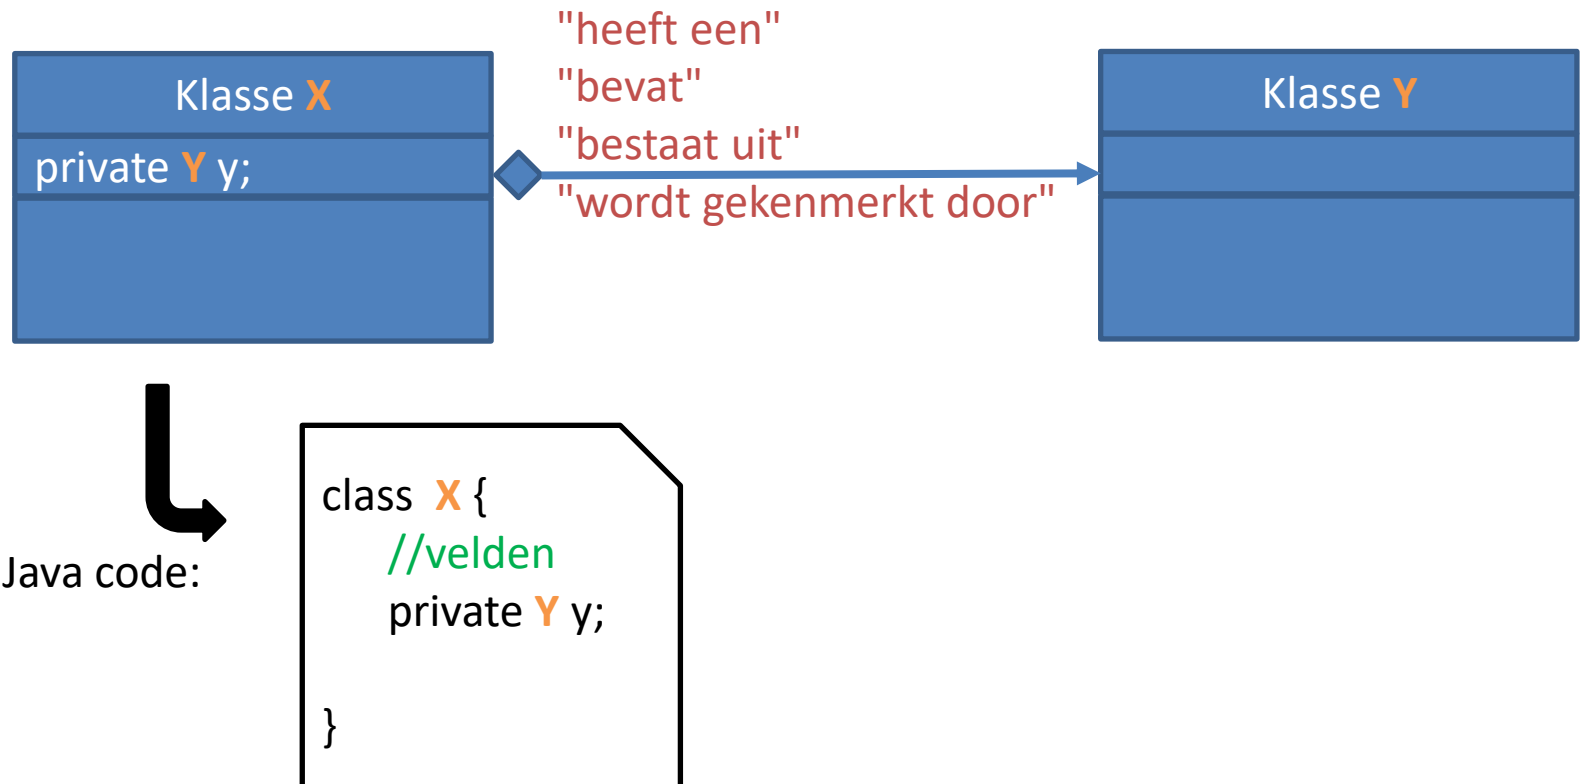 "heeft een"
"bevat"
"bestaat uit"
"wordt gekenmerkt door"
Klasse X
private Y y;
Klasse Y
Java code:
class X {
//velden
private Y y;
}